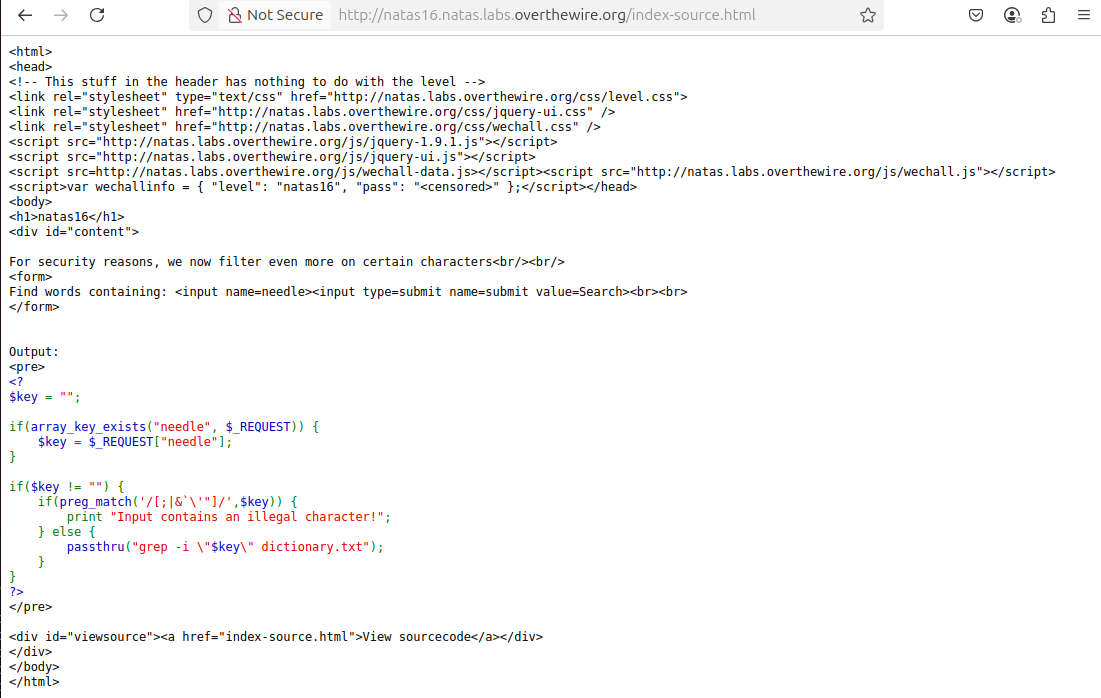 Not Secure http://natas16.natas.labs.overthewire.org/index-source.html
<html>
<head>
<!-- This stuff in the header has nothing to do with the level -->
<link rel="stylesheet" type="text/css" href="http://natas.labs.overthewire.org/css/level.css">
<link rel="stylesheet" href="http://natas.labs.overthewire.org/css/jquery-ui.css" />
<link rel="stylesheet" href="http://natas.labs.overthewire.org/css/wechall.css" />
<script src="http://natas.labs.overthewire.org/js/jquery-1.9.1.js"></script>
<script src="http://natas.labs.overthewire.org/js/jquery-ui.js"></script>
<script src=http://natas.labs.overthewire.org/js/wechall-data.js></script><script src="http://natas.labs.overthewire.org/js/wechall.js"></script>
<script>var wechallinfo = { "level": "natas16", "pass": "<censored>" };</script></head>
<body>
<h1>natas16</h1>
<div id="content">

For security reasons, we now filter even more on certain characters<br/><br/>
<form>
Find words containing: <input name=needle><input type=submit name=submit value=Search><br><br>
</form>


Output:
<pre>
<?
$key = "";

if(array_key_exists("needle", $_REQUEST)) {
    $key = $_REQUEST["needle"];
}

if($key != "") {
    if(preg_match('/[;|&`\'"]/',$key)) {
        print "Input contains an illegal character!";
    } else {
        passthru("grep -i \"$key\" dictionary.txt");
    }
}
?>
</pre>

<div id="viewsource"><a href="index-source.html">View sourcecode</a></div>
</div>
</body>
</html>